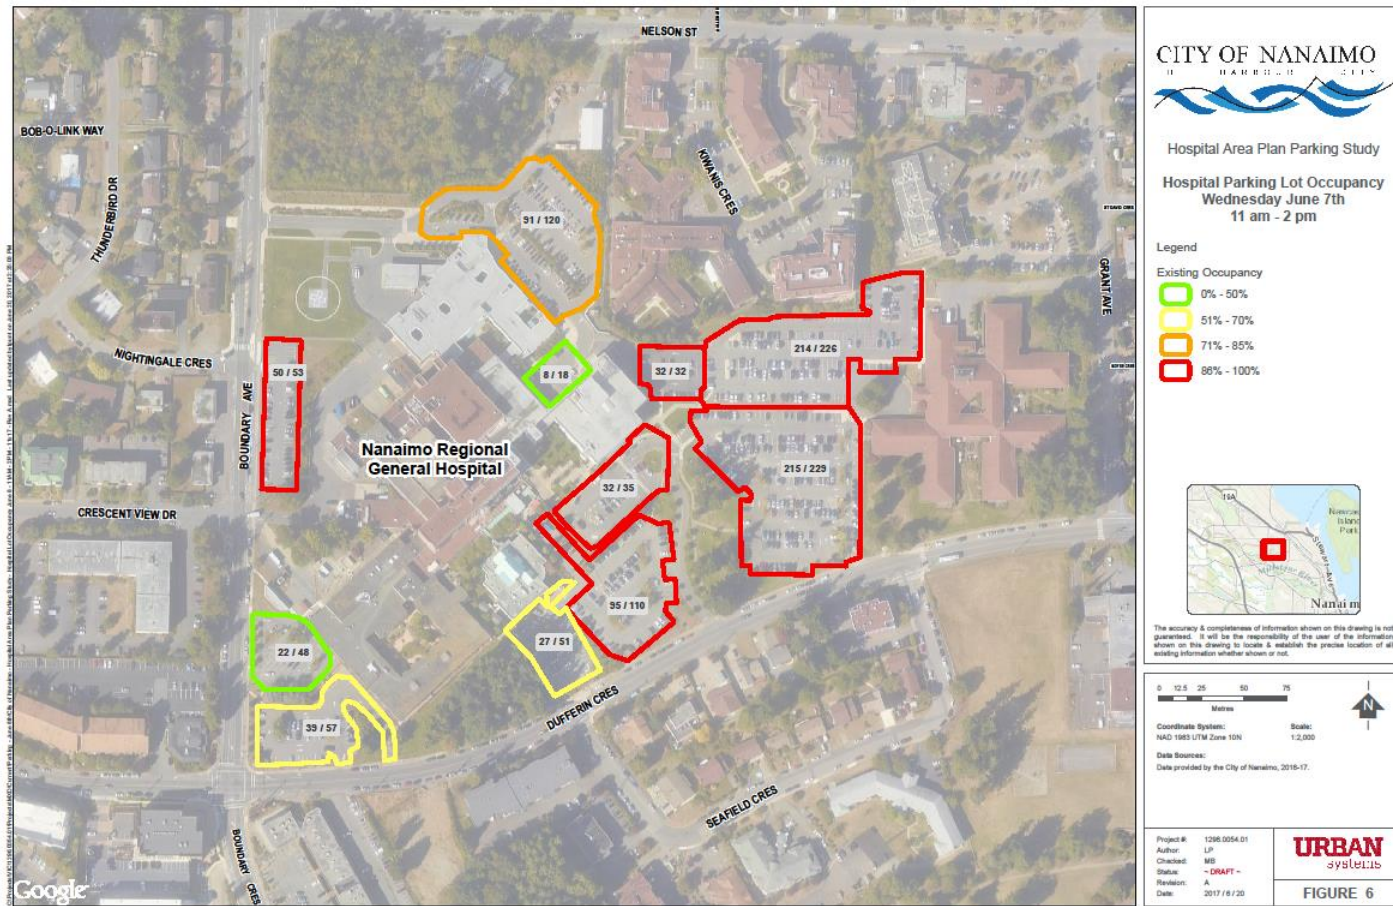 NELSON ST
BOB-O-LINK WAY
THUNDERBIRD DR
KIWANIS CRES
91 / 120
GRANT AVE
NIGHTINGALE CRES
50 / 53
BOUNDARY AVE
8 / 18
32 / 32
214 / 226
Nanaimo Regional
General Hospital
215 / 229
32 / 35
CRESCENT VIEW DR
95 / 110
27 / 51
22 / 48
39 / 57
DUFFERIN CRES
SEAFIELD CRES
BOUNDARY CRES
Google
CITY OF NANAIMO
HARBOUR CITY
Hospital Area Plan Parking Study
Hospital Parking Lot Occupancy
Wednesday June 7th
11 am - 2 pm
Legend
Existing Occupancy
0% - 50%
51% - 70%
71% - 85%
86% - 100%
19A
Island
Park
Nanaim
The accuracy & completeness of information shown on this drawing is not
guaranteed. It will be the responsibility of the user of the information
shown on this drawing to locate & establish the precise location of all
existing information whether shown or not.
0 12.5 25 50 75
Metres
N
Coordinate System:
NAD 1983 UTM Zone 10N
Scale:
1:2,000
Data Sources:
Data provided by the City of Nanaimo, 2016-17.
Project #: 1296.0054.01
Author: LP
Checked: MB
Status: ~ DRAFT ~
Revision: A
Date: 2017 / 6 / 20
URBAN
systems
FIGURE 6